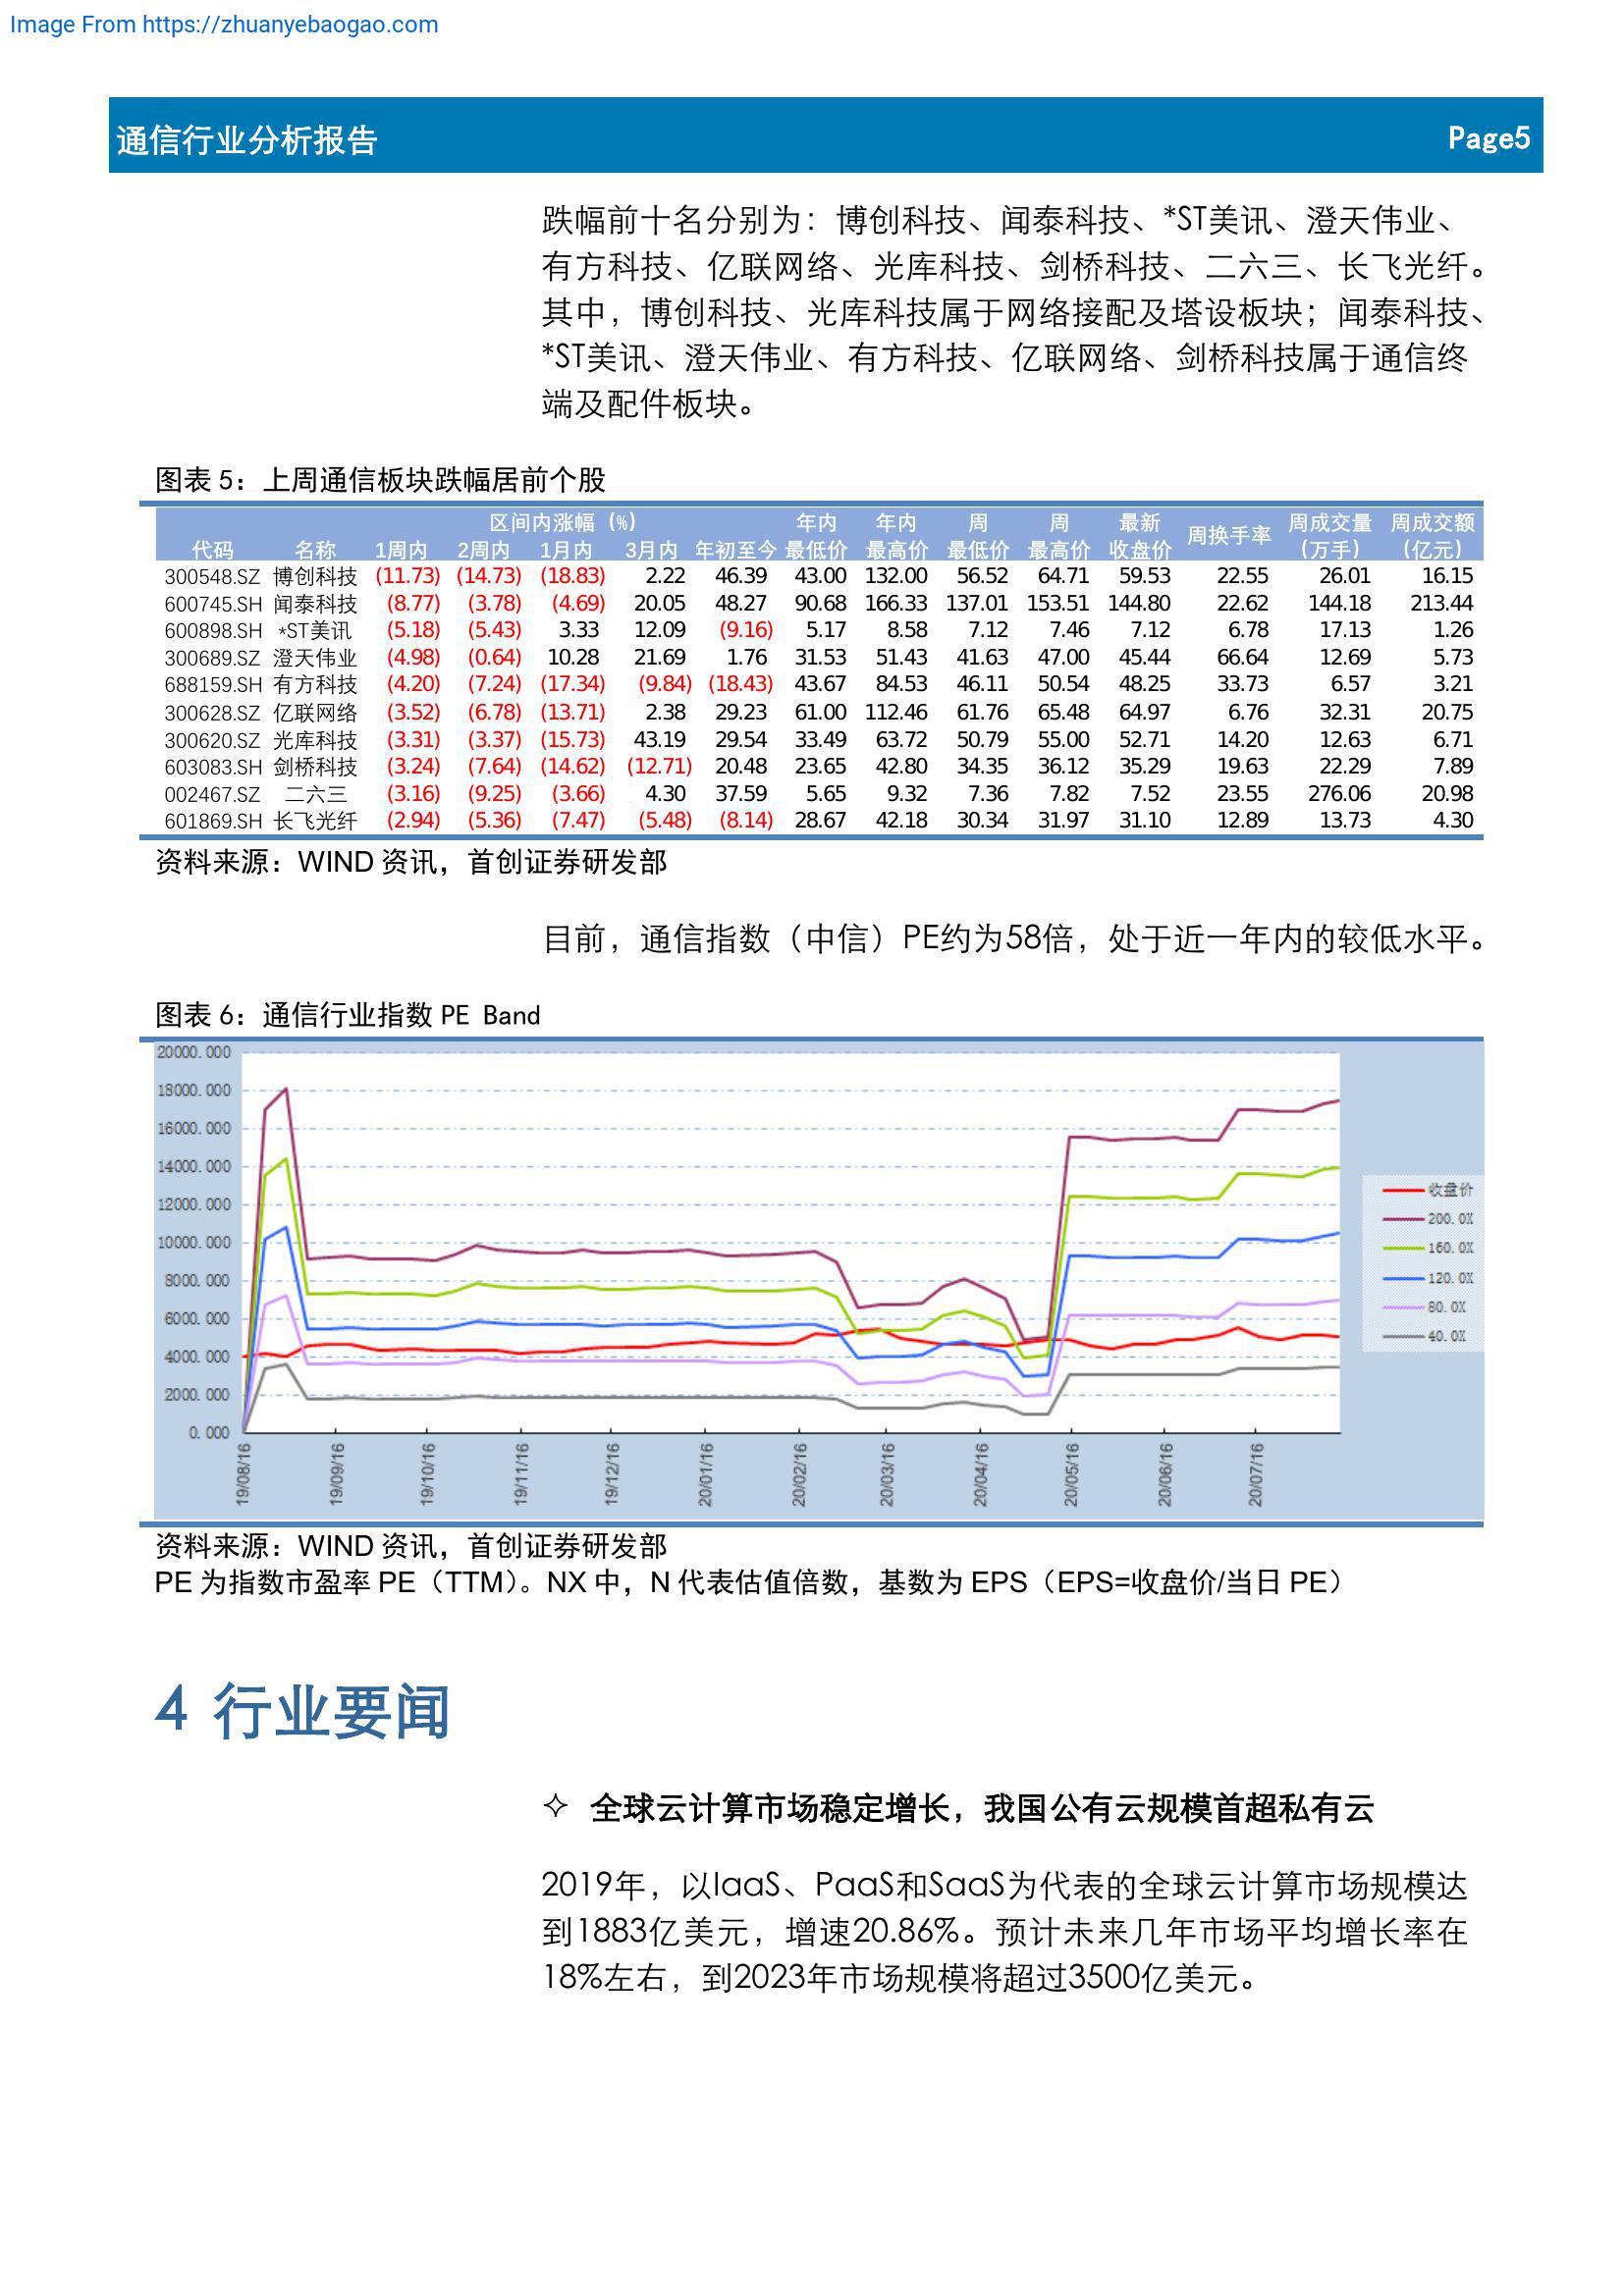 Image From https://zhuanyebaogao.com
通信行业分析报告 Page5
跌幅前十名分别为：博创科技、闻泰科技、*ST美讯、澄天伟业、
有方科技、亿联网络、光库科技、剑桥科技、二六三、长飞光纤。
其中，博创科技、光库科技属于网络接配及塔设板块；闻泰科技、
*ST美讯、澄天伟业、有方科技、亿联网络、剑桥科技属于通信终
端及配件板块。
图表 5：上周通信板块跌幅居前个股
区间内涨幅（%） 年内 年内 周 周 最新 周换手率 周成交量 周成交额
代码 名称 1周内 2周内 1月内 3月内 年初至今 最低价 最高价 最低价 最高价 收盘价 （万手） （亿元）
300548.SZ 博创科技 (11.73) (14.73) (18.83) 2.22 46.39 43.00 132.00 56.52 64.71 59.53 22.55 26.01 16.15
600745.SH 闻泰科技 (8.77) (3.78) (4.69) 20.05 48.27 90.68 166.33 137.01 153.51 144.80 22.62 144.18 213.44
600898.SH *ST美讯 (5.18) (5.43) 3.33 12.09 (9.16) 5.17 8.58 7.12 7.46 7.12 6.78 17.13 1.26
300689.SZ 澄天伟业 (4.98) (0.64) 10.28 21.69 1.76 31.53 51.43 41.63 47.00 45.44 66.64 12.69 5.73
688159.SH 有方科技 (4.20) (7.24) (17.34) (9.84) (18.43) 43.67 84.53 46.11 50.54 48.25 33.73 6.57 3.21
300628.SZ 亿联网络 (3.52) (6.78) (13.71) 2.38 29.23 61.00 112.46 61.76 65.48 64.97 6.76 32.31 20.75
300620.SZ 光库科技 (3.31) (3.37) (15.73) 43.19 29.54 33.49 63.72 50.79 55.00 52.71 14.20 12.63 6.71
603083.SH 剑桥科技 (3.24) (7.64) (14.62) (12.71) 20.48 23.65 42.80 34.35 36.12 35.29 19.63 22.29 7.89
002467.SZ 二六三 (3.16) (9.25) (3.66) 4.30 37.59 5.65 9.32 7.36 7.82 7.52 23.55 276.06 20.98
601869.SH 长飞光纤 (2.94) (5.36) (7.47) (5.48) (8.14) 28.67 42.18 30.34 31.97 31.10 12.89 13.73 4.30
资料来源：WIND 资讯，首创证券研发部
目前，通信指数（中信）PE约为58倍，处于近一年内的较低水平。
图表 6：通信行业指数 PE Band
20000.000
18000.000
16000.000
14000.000
12000.000
10000.000
8000.000
6000.000
4000.000
2000.000
0.000
19/08/16 19/09/16 19/10/16 19/11/16 19/12/16 20/01/16 20/02/16 20/03/16 20/04/16 20/05/16 20/06/16 20/07/16
收盘价
200.0X
160.0X
120.0X
80.0X
40.0X
资料来源：WIND 资讯，首创证券研发部
PE 为指数市盈率 PE（TTM）。NX 中，N 代表估值倍数，基数为 EPS（EPS=收盘价/当日 PE）
4 行业要闻
✧ 全球云计算市场稳定增长，我国公有云规模首超私有云
2019年，以IaaS、PaaS和SaaS为代表的全球云计算市场规模达
到1883亿美元，增速20.86%。预计未来几年市场平均增长率在
18%左右，到2023年市场规模将超过3500亿美元。